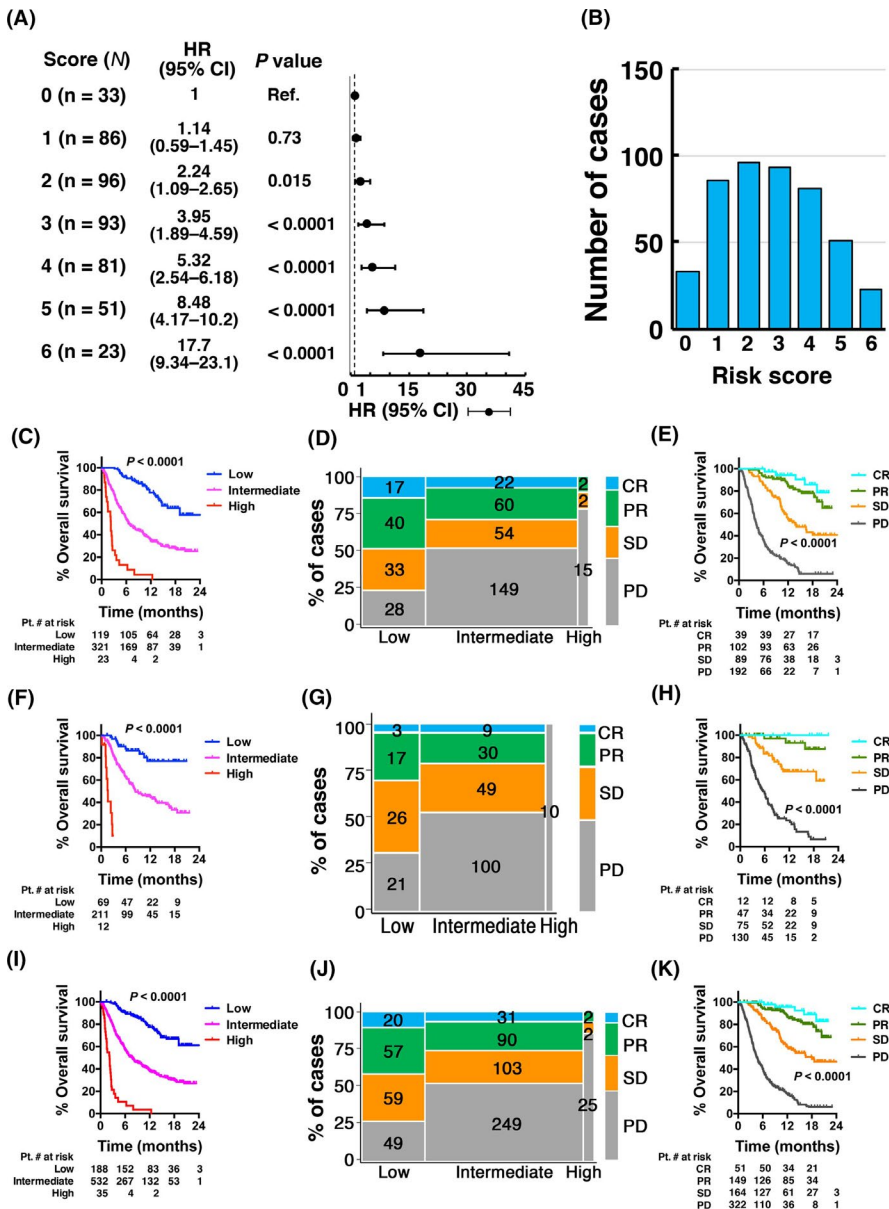 (A)
Score (N) HR (95% CI) P value
0 (n = 33) 1 Ref.
1 (n = 86) 1.14 (0.59–1.45) 0.73
2 (n = 96) 2.24 (1.09–2.65) 0.015
3 (n = 93) 3.95 (1.89–4.59) < 0.0001
4 (n = 81) 5.32 (2.54–6.18) < 0.0001
5 (n = 51) 8.48 (4.17–10.2) < 0.0001
6 (n = 23) 17.7 (9.34–23.1) < 0.0001
0 1 15 30 45
HR (95% CI)
(B)
Number of cases
150
100
50
0
0 1 2 3 4 5 6
Risk score
(C)
% Overall survival
100
80
60
40
20
0
P < 0.0001
Low
Intermediate
High
0 6 12 18 24
Time (months)
Pt. # at risk
Low 119 105 64 28 3
Intermediate 321 169 87 39 1
High 23 4 2
(D)
% of cases
100
75
50
25
0
17 22 2
40 60 2
33 54
28 149 15
Low Intermediate High
CR
PR
SD
PD
(E)
% Overall survival
100
80
60
40
20
0
CR
PR
SD
PD
P < 0.0001
0 6 12 18 24
Time (months)
Pt. # at risk
CR 39 39 27 17
PR 102 93 63 26
SD 89 76 38 18 3
PD 192 66 22 7 1
(F)
% Overall survival
100
80
60
40
20
0
P < 0.0001
Low
Intermediate
High
0 6 12 18 24
Time (months)
Pt. # at risk
Low 69 47 22 9
Intermediate 211 99 45 15
High 12
(G)
% of cases
100
75
50
25
0
3 9
17 30
26 49
21 100 10
Low Intermediate High
CR
PR
SD
PD
(H)
% Overall survival
100
80
60
40
20
0
CR
PR
SD
PD
P < 0.0001
0 6 12 18 24
Time (months)
Pt. # at risk
CR 12 12 8 5
PR 47 34 22 9
SD 75 52 22 9
PD 130 45 15 2
(I)
% Overall survival
100
80
60
40
20
0
P < 0.0001
Low
Intermediate
High
0 6 12 18 24
Time (months)
Pt. # at risk
Low 188 152 83 36 3
Intermediate 532 267 132 53 1
High 35 4 2
(J)
% of cases
100
75
50
25
0
20 31 2
57 90 2
59 103
49 249 25
Low Intermediate High
CR
PR
SD
PD
(K)
% Overall survival
100
80
60
40
20
0
CR
PR
SD
PD
P < 0.0001
0 6 12 18 24
Time (months)
Pt. # at risk
CR 51 50 34 21
PR 149 126 85 34
SD 164 127 61 27 3
PD 322 110 36 8 1